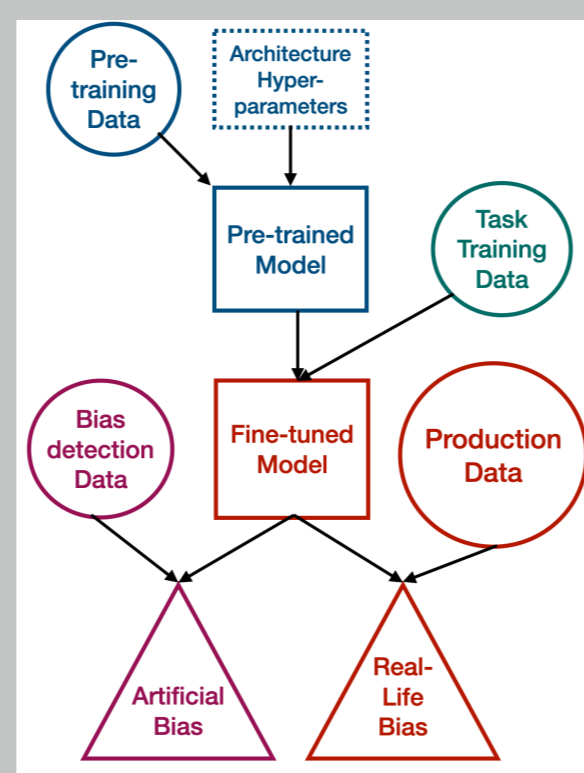 Pre-
training
Data
Architecture
Hyper-
parameters
Pre-trained
Model
Task
Training
Data
Bias
detection
Data
Fine-tuned
Model
Production
Data
Artificial
Bias
Real-
Life
Bias